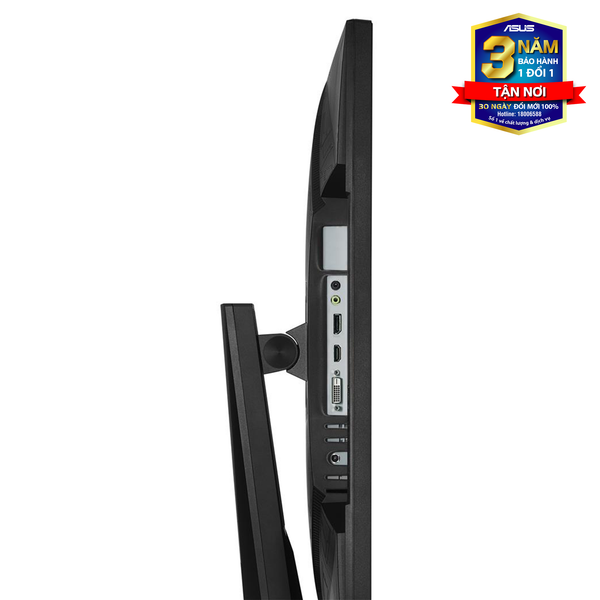 ASUS
3 NĂM
BẢO HÀNH
1 ĐỔI 1
TẬN NƠI
30 NGÀY ĐỔI MỚI 100%
Hotline: 18006588
Số 1 về chất lượng & dịch vụ